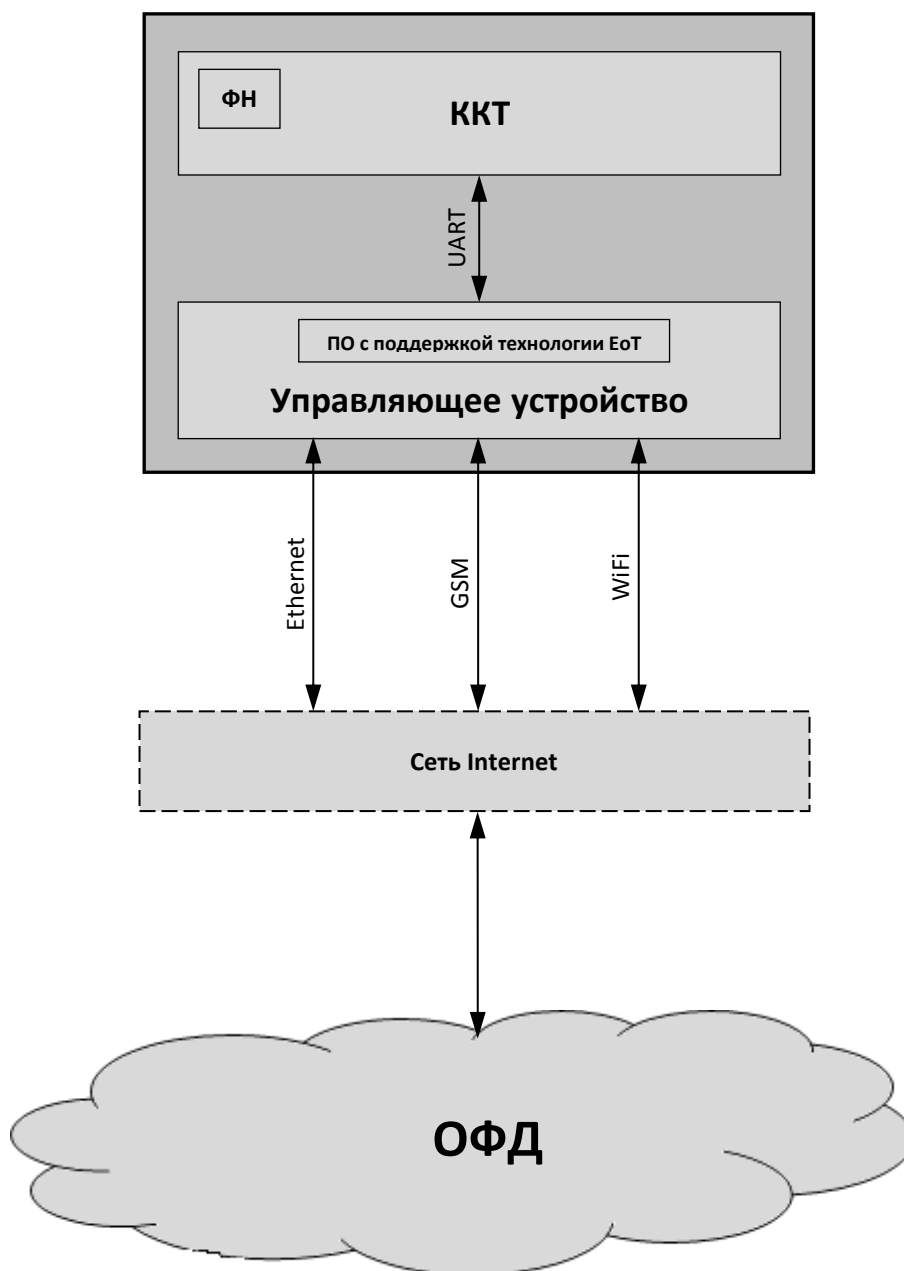 ФН
ККТ
UART
ПО с поддержкой технологии EoT
Управляющее устройство
Ethernet
GSM
WiFi
Сеть Internet
ОФД